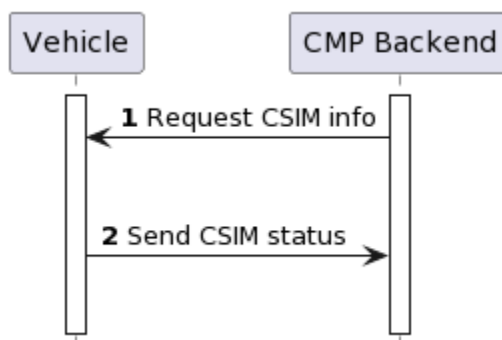 Vehicle
CMP Backend
1 Request CSIM info
2 Send CSIM status